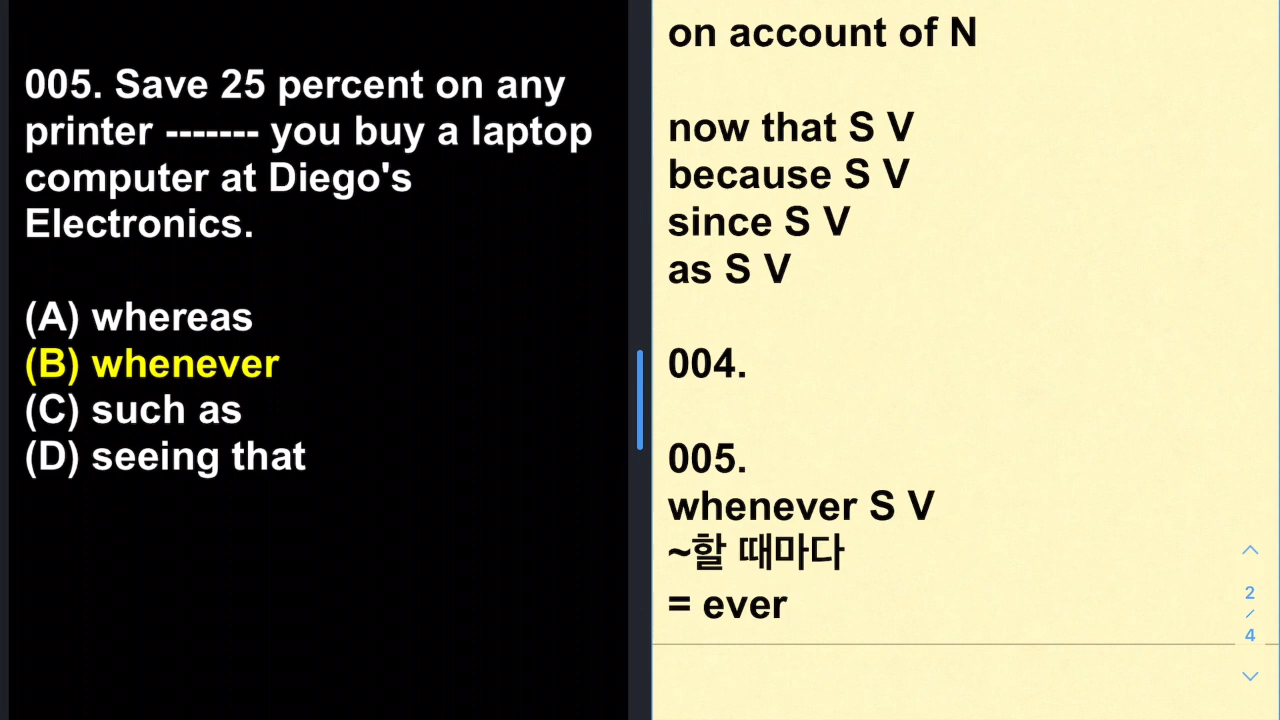 005. Save 25 percent on any
printer ------- you buy a laptop
computer at Diego's
Electronics.
(A) whereas
(B) whenever
(C) such as
(D) seeing that
on account of N
now that S V
because S V
since S V
as S V
004.
005.
whenever S V
~할 때마다
= ever
2
/
4